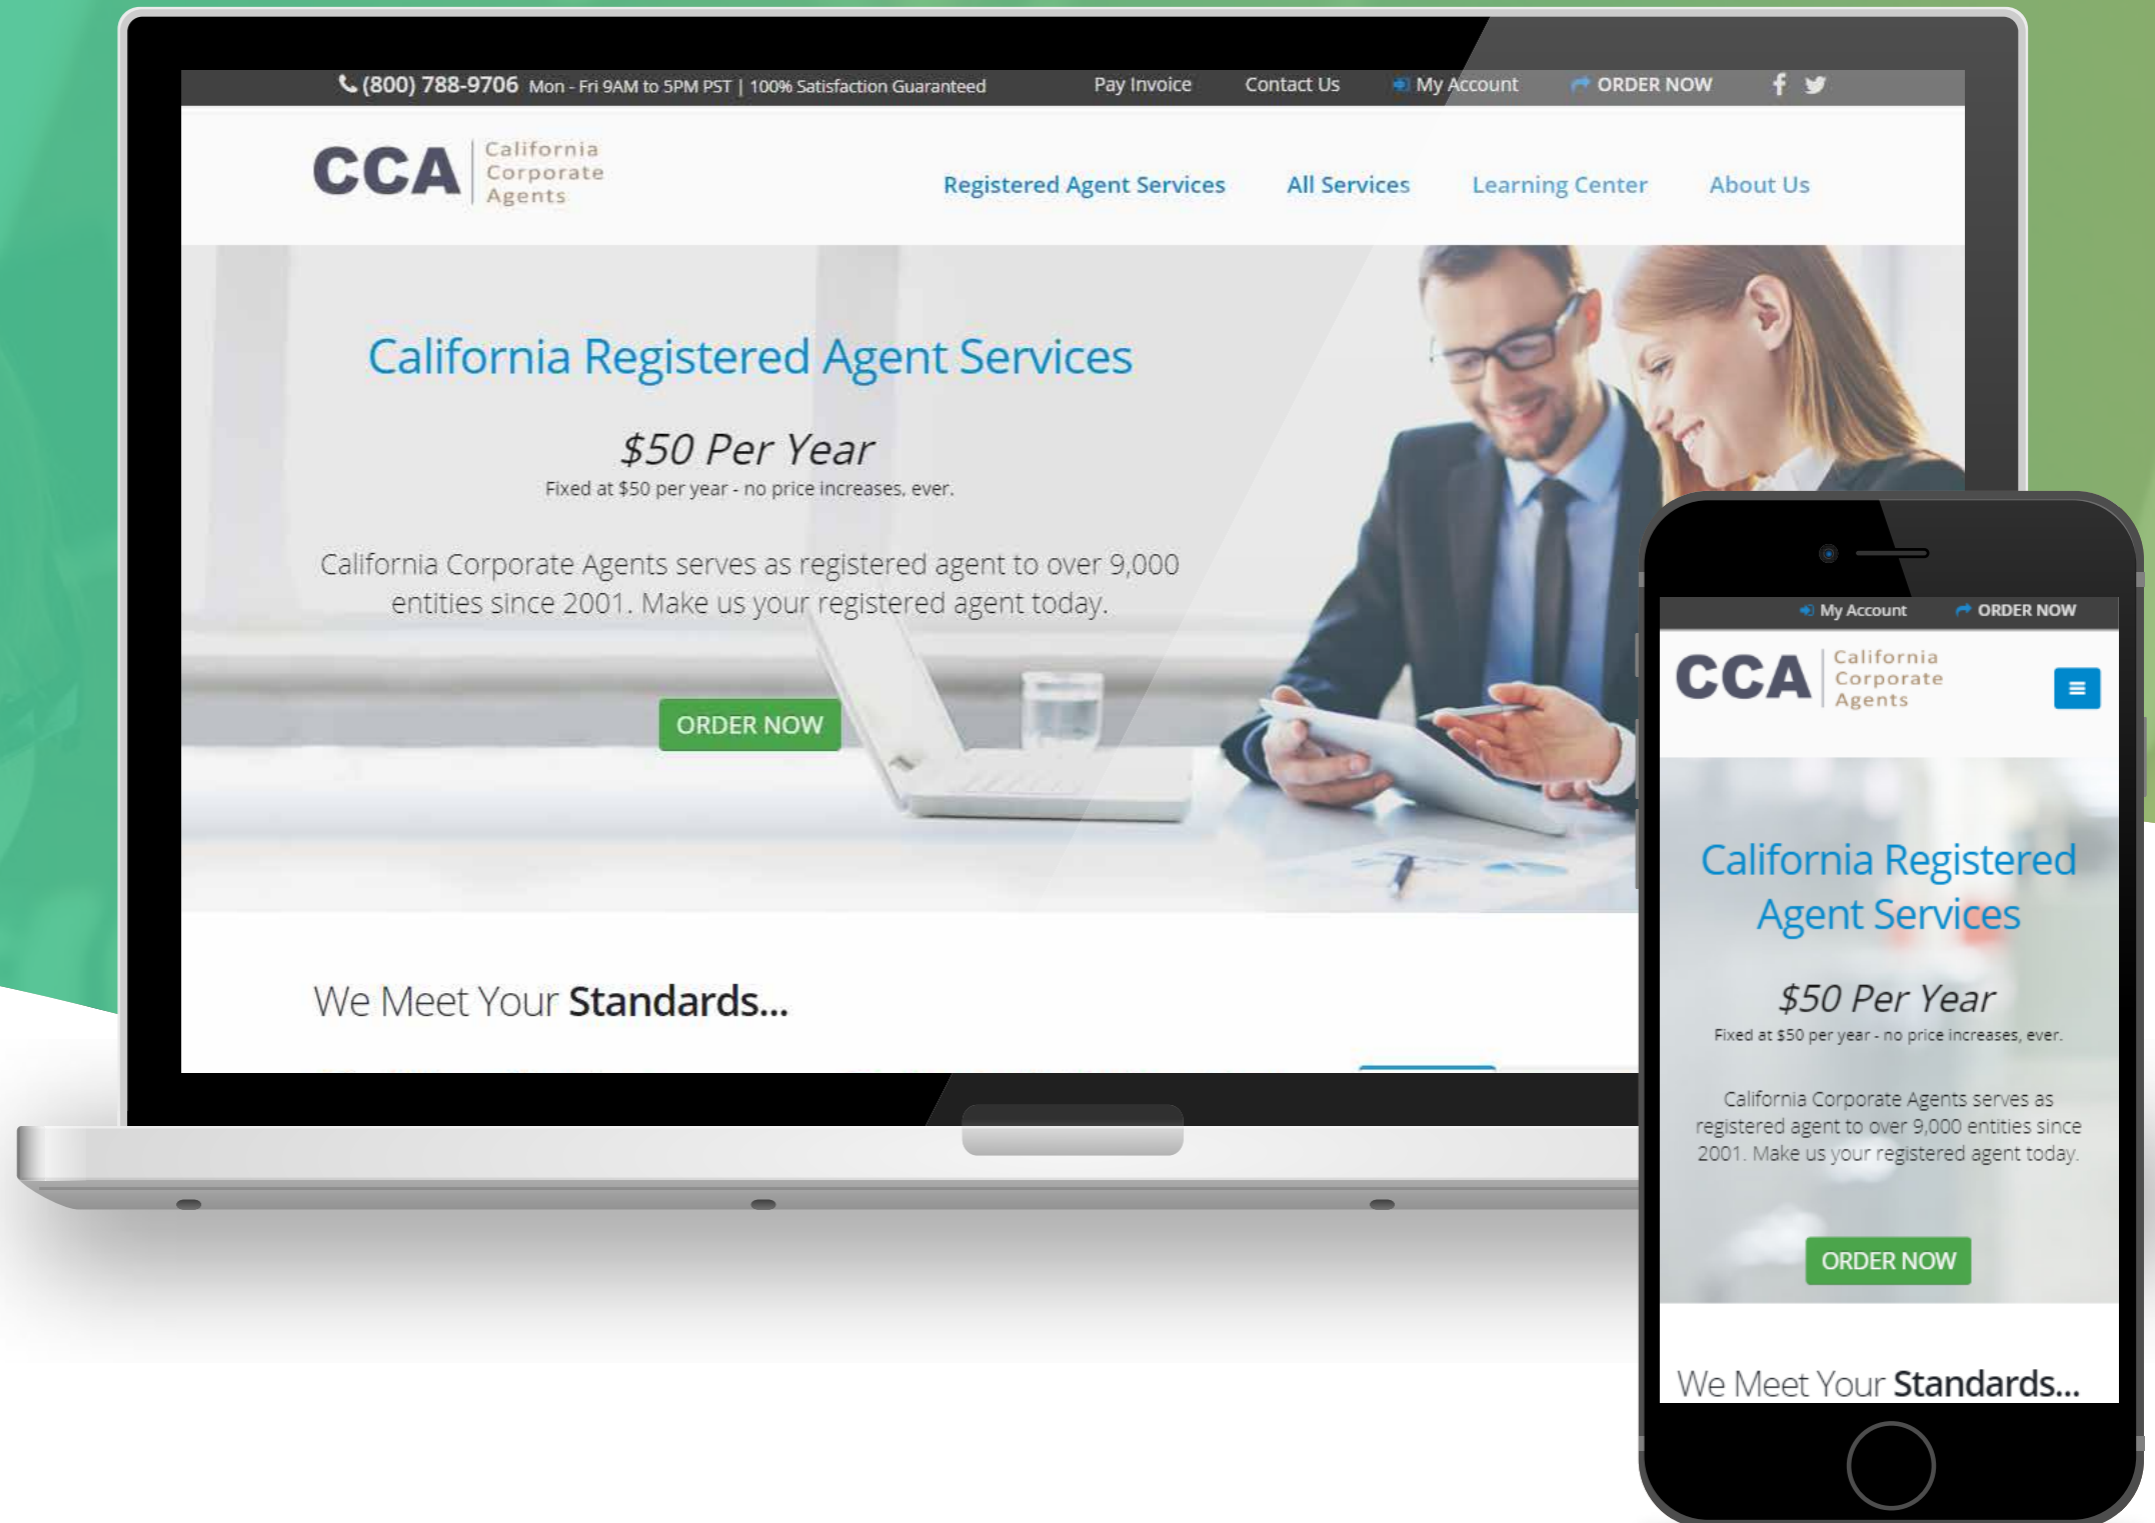 (800) 788-9706 Mon - Fri 9AM to 5PM PST | 100% Satisfaction Guaranteed Pay Invoice Contact Us My Account ORDER NOW
CCA California
Corporate
Agents
Registered Agent Services All Services Learning Center About Us
California Registered Agent Services
$50 Per Year
Fixed at $50 per year - no price increases, ever.
California Corporate Agents serves as registered agent to over 9,000
entities since 2001. Make us your registered agent today.
ORDER NOW
We Meet Your Standards...
My Account ORDER NOW
CCA California
Corporate
Agents
California Registered
Agent Services
$50 Per Year
Fixed at $50 per year - no price increases, ever.
California Corporate Agents serves as
registered agent to over 9,000 entities since
2001. Make us your registered agent today.
ORDER NOW
We Meet Your Standards...